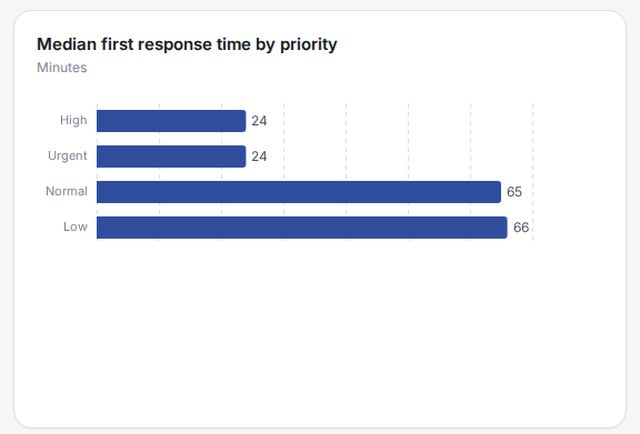 Median first response time by priority
Minutes
High 24
Urgent 24
Normal 65
Low 66